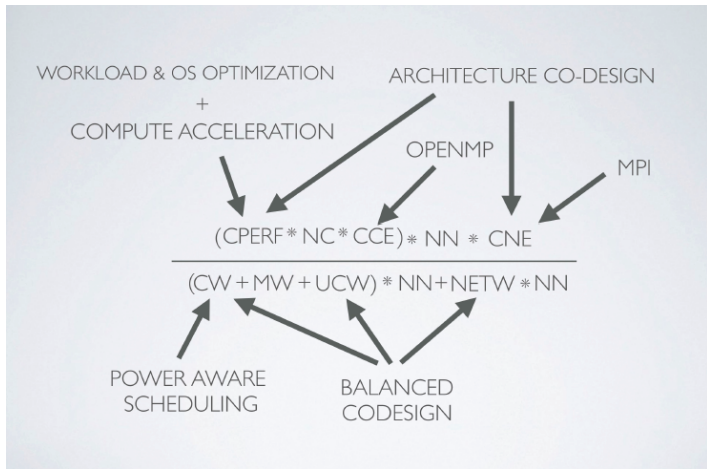 WORKLOAD & OS OPTIMIZATION
+
COMPUTE ACCELERATION
ARCHITECTURE CO-DESIGN
OPENMP
MPI
(CPERF * NC * CCE) * NN * CNE
(CW + MW + UCW) * NN + NETW * NN
POWER AWARE
SCHEDULING
BALANCED
CODESIGN